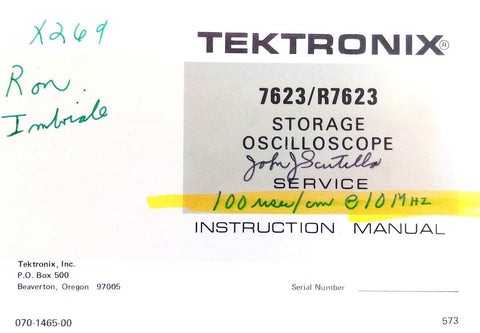 X269
Ron
Imbriale
TEKTRONIX®
7623/R7623
STORAGE
OSCILLOSCOPE
John J Scutella
SERVICE
100 usec/cm @ 10 MHz
INSTRUCTION MANUAL
Tektronix, Inc.
P.O. Box 500
Beaverton, Oregon 97005
Serial Number
070-1465-00
573